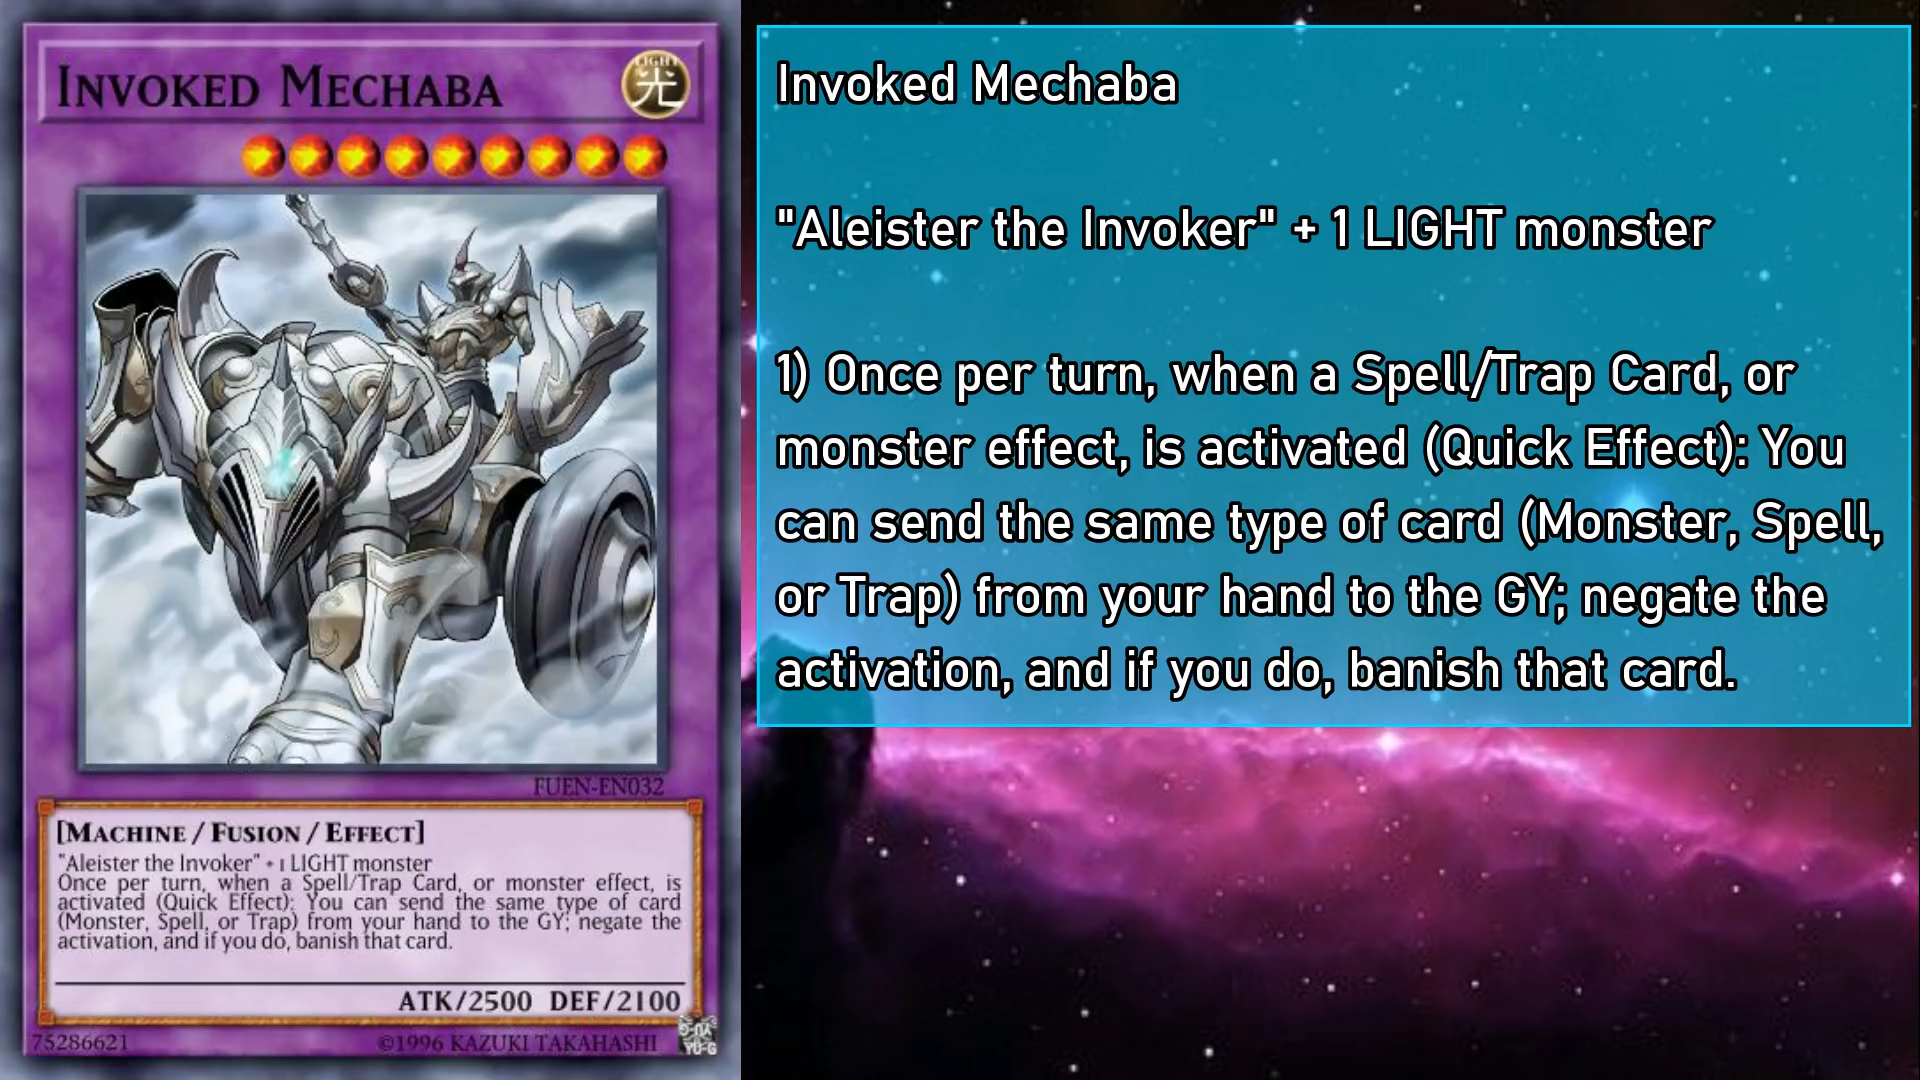 INVOKED MECHABA
LIGHT
光
FUEN-EN032
[MACHINE / FUSION / EFFECT]
"Aleister the Invoker" + 1 LIGHT monster
Once per turn, when a Spell/Trap Card, or monster effect, is
activated (Quick Effect): You can send the same type of card
(Monster, Spell, or Trap) from your hand to the GY; negate the
activation, and if you do, banish that card.
ATK/2500 DEF/2100
75286621
©1996 KAZUKI TAKAHASHI
Invoked Mechaba
"Aleister the Invoker" + 1 LIGHT monster
1) Once per turn, when a Spell/Trap Card, or
monster effect, is activated (Quick Effect): You
can send the same type of card (Monster, Spell,
or Trap) from your hand to the GY; negate the
activation, and if you do, banish that card.